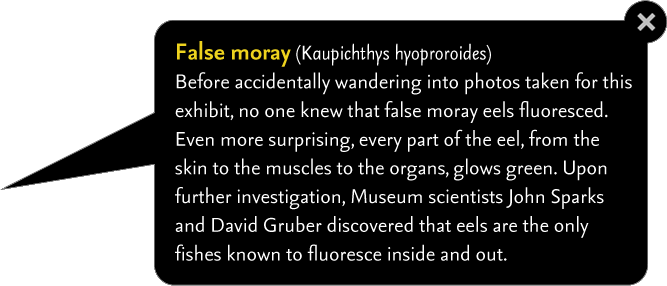 False moray (Kaupichthys hyoproroides)
Before accidentally wandering into photos taken for this
exhibit, no one knew that false moray eels fluoresced.
Even more surprising, every part of the eel, from the
skin to the muscles to the organs, glows green. Upon
further investigation, Museum scientists John Sparks
and David Gruber discovered that eels are the only
fishes known to fluoresce inside and out.